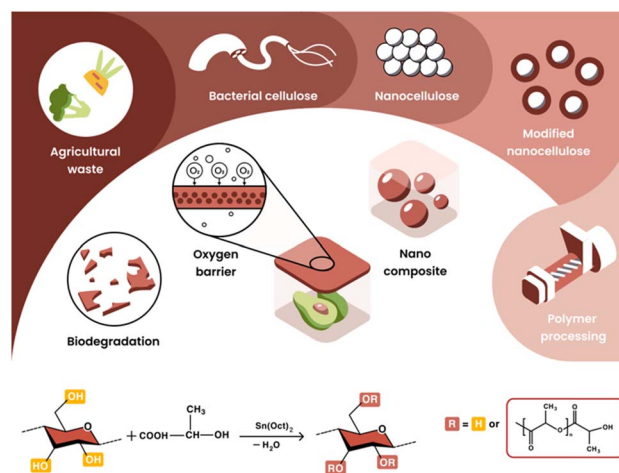 Agricultural
waste
Bacterial cellulose
Nanocellulose
Modified
nanocellulose
O₂ O₂ O₂
Oxygen
barrier
Nano
composite
Biodegradation
Polymer
processing
OH
O
HO
OH
+
COOH—CH—OH
CH₃
Sn(Oct)₂
– H₂O
OR
O
RO
OR
R = H or
CH₃
O
O
n
O
CH₃
OH